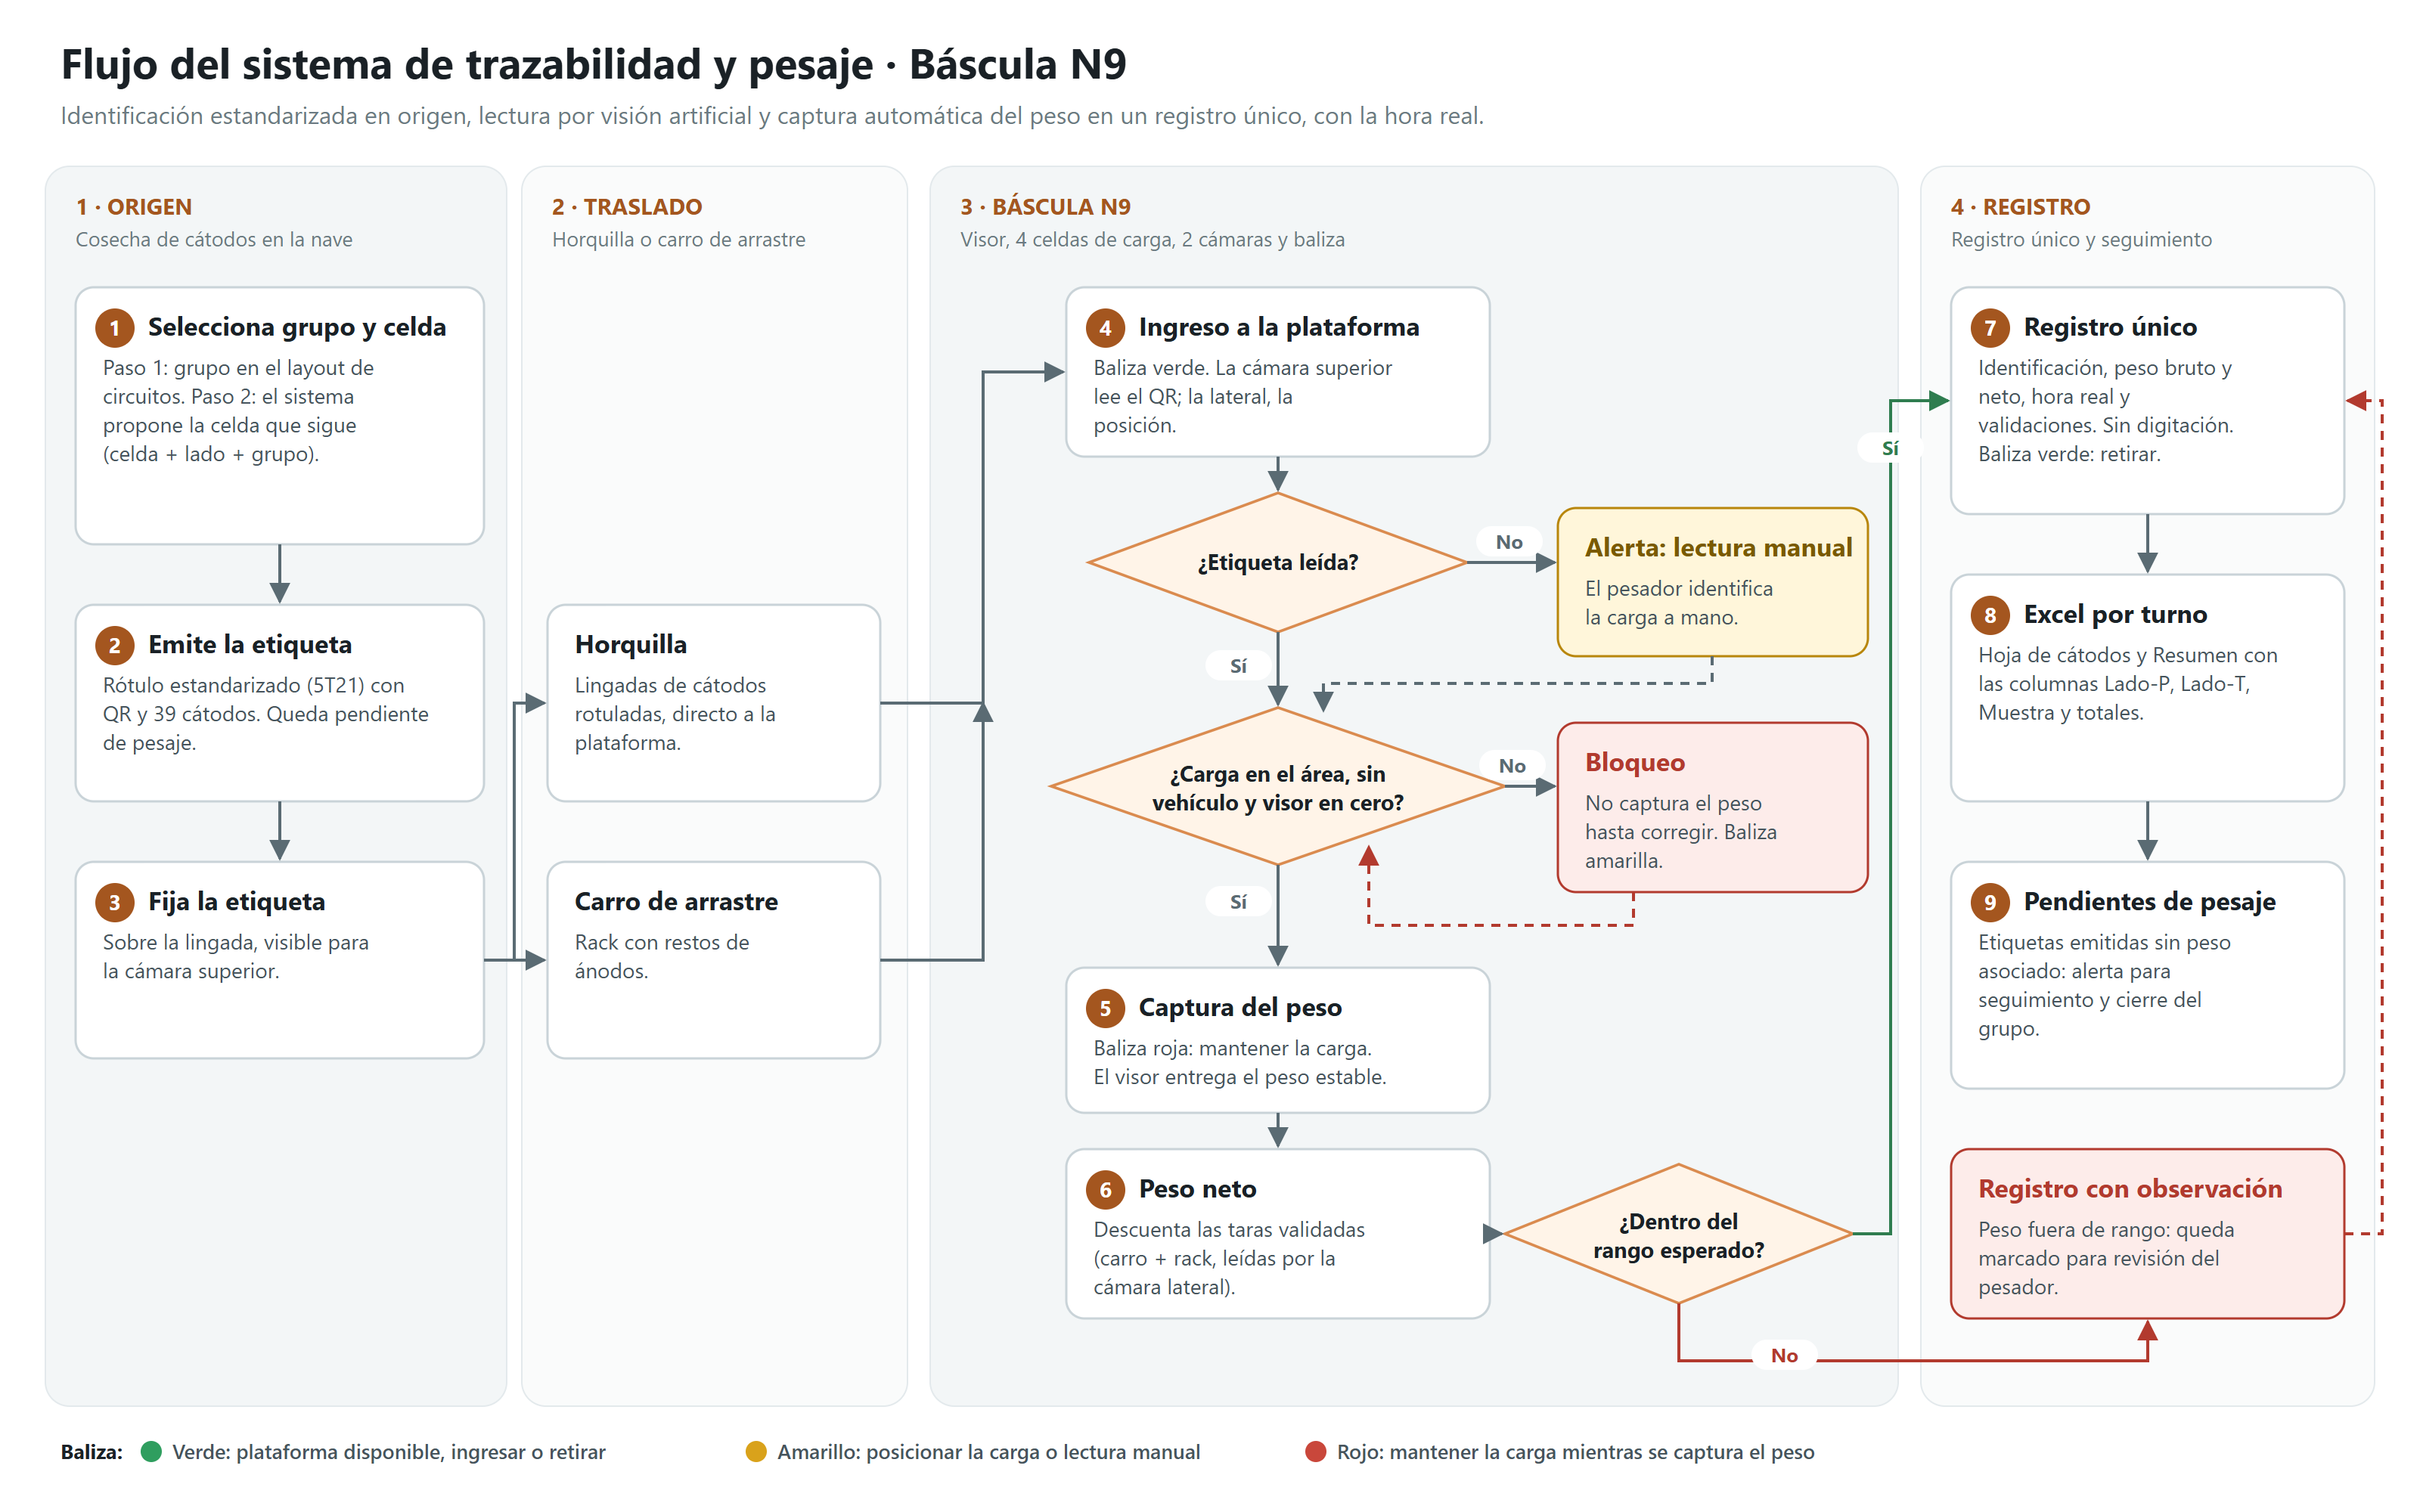 Flujo del sistema de trazabilidad y pesaje · Báscula N9
Identificación estandarizada en origen, lectura por visión artificial y captura automática del peso en un registro único, con la hora real.
1 · ORIGEN
Cosecha de cátodos en la nave
1 Selecciona grupo y celda
Paso 1: grupo en el layout de
circuitos. Paso 2: el sistema
propone la celda que sigue
(celda + lado + grupo).
2 Emite la etiqueta
Rótulo estandarizado (5T21) con
QR y 39 cátodos. Queda pendiente
de pesaje.
3 Fija la etiqueta
Sobre la lingada, visible para
la cámara superior.
2 · TRASLADO
Horquilla o carro de arrastre
Horquilla
Lingadas de cátodos
rotuladas, directo a la
plataforma.
Carro de arrastre
Rack con restos de
ánodos.
3 · BÁSCULA N9
Visor, 4 celdas de carga, 2 cámaras y baliza
4 Ingreso a la plataforma
Baliza verde. La cámara superior
lee el QR; la lateral, la
posición.
¿Etiqueta leída?
No
Alerta: lectura manual
El pesador identifica
la carga a mano.
Sí
¿Carga en el área, sin
vehículo y visor en cero?
No
Bloqueo
No captura el peso
hasta corregir. Baliza
amarilla.
Sí
5 Captura del peso
Baliza roja: mantener la carga.
El visor entrega el peso estable.
6 Peso neto
Descuenta las taras validadas
(carro + rack, leídas por la
cámara lateral).
¿Dentro del
rango esperado?
Sí
No
4 · REGISTRO
Registro único y seguimiento
7 Registro único
Identificación, peso bruto y
neto, hora real y
validaciones. Sin digitación.
Baliza verde: retirar.
8 Excel por turno
Hoja de cátodos y Resumen con
las columnas Lado-P, Lado-T,
Muestra y totales.
9 Pendientes de pesaje
Etiquetas emitidas sin peso
asociado: alerta para
seguimiento y cierre del
grupo.
Registro con observación
Peso fuera de rango: queda
marcado para revisión del
pesador.
Baliza: Verde: plataforma disponible, ingresar o retirar
Amarillo: posicionar la carga o lectura manual
Rojo: mantener la carga mientras se captura el peso